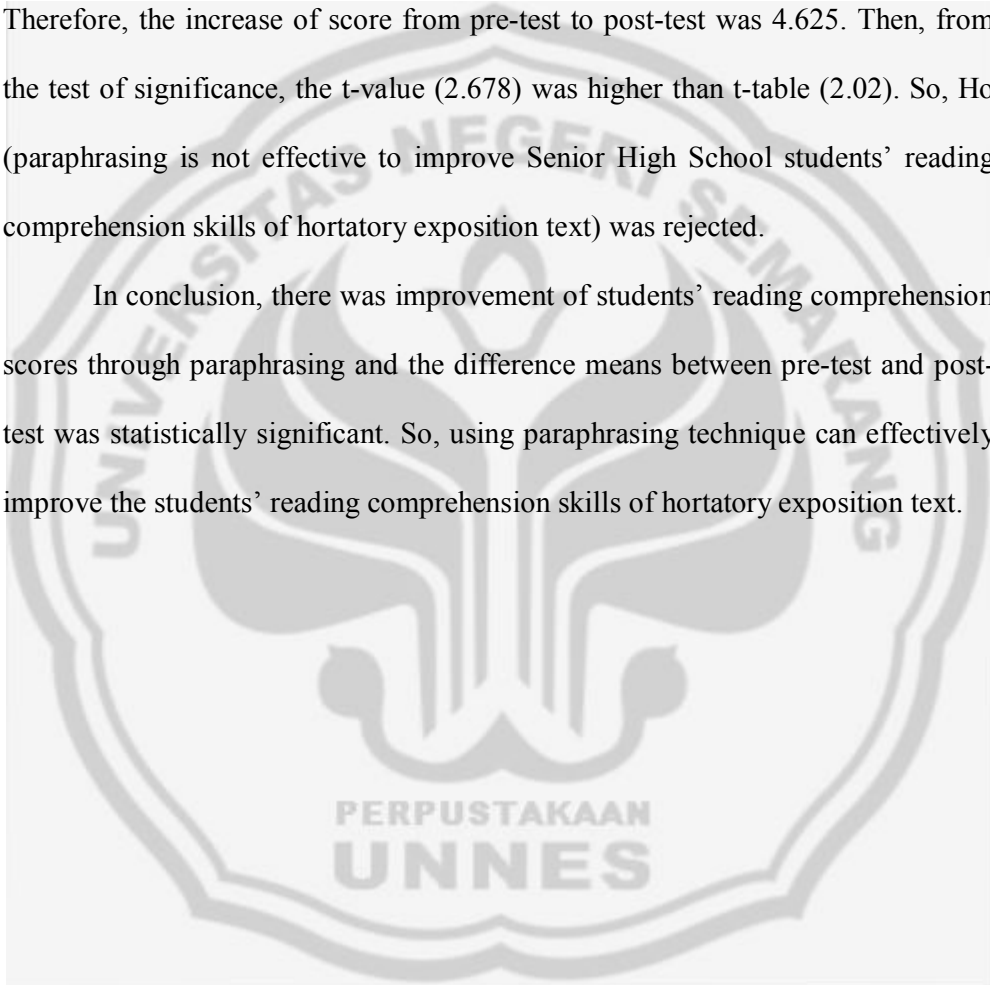 Therefore, the increase of score from pre-test to post-test was 4.625. Then, from
the test of significance, the t-value (2.678) was higher than t-table (2.02). So, Ho
(paraphrasing is not effective to improve Senior High School students’ reading
comprehension skills of hortatory exposition text) was rejected.
In conclusion, there was improvement of students’ reading comprehension
scores through paraphrasing and the difference means between pre-test and post-
test was statistically significant. So, using paraphrasing technique can effectively
improve the students’ reading comprehension skills of hortatory exposition text.
UNIVERSITAS NEGERI SEMARANG
PERPUSTAKAAN
UNNES